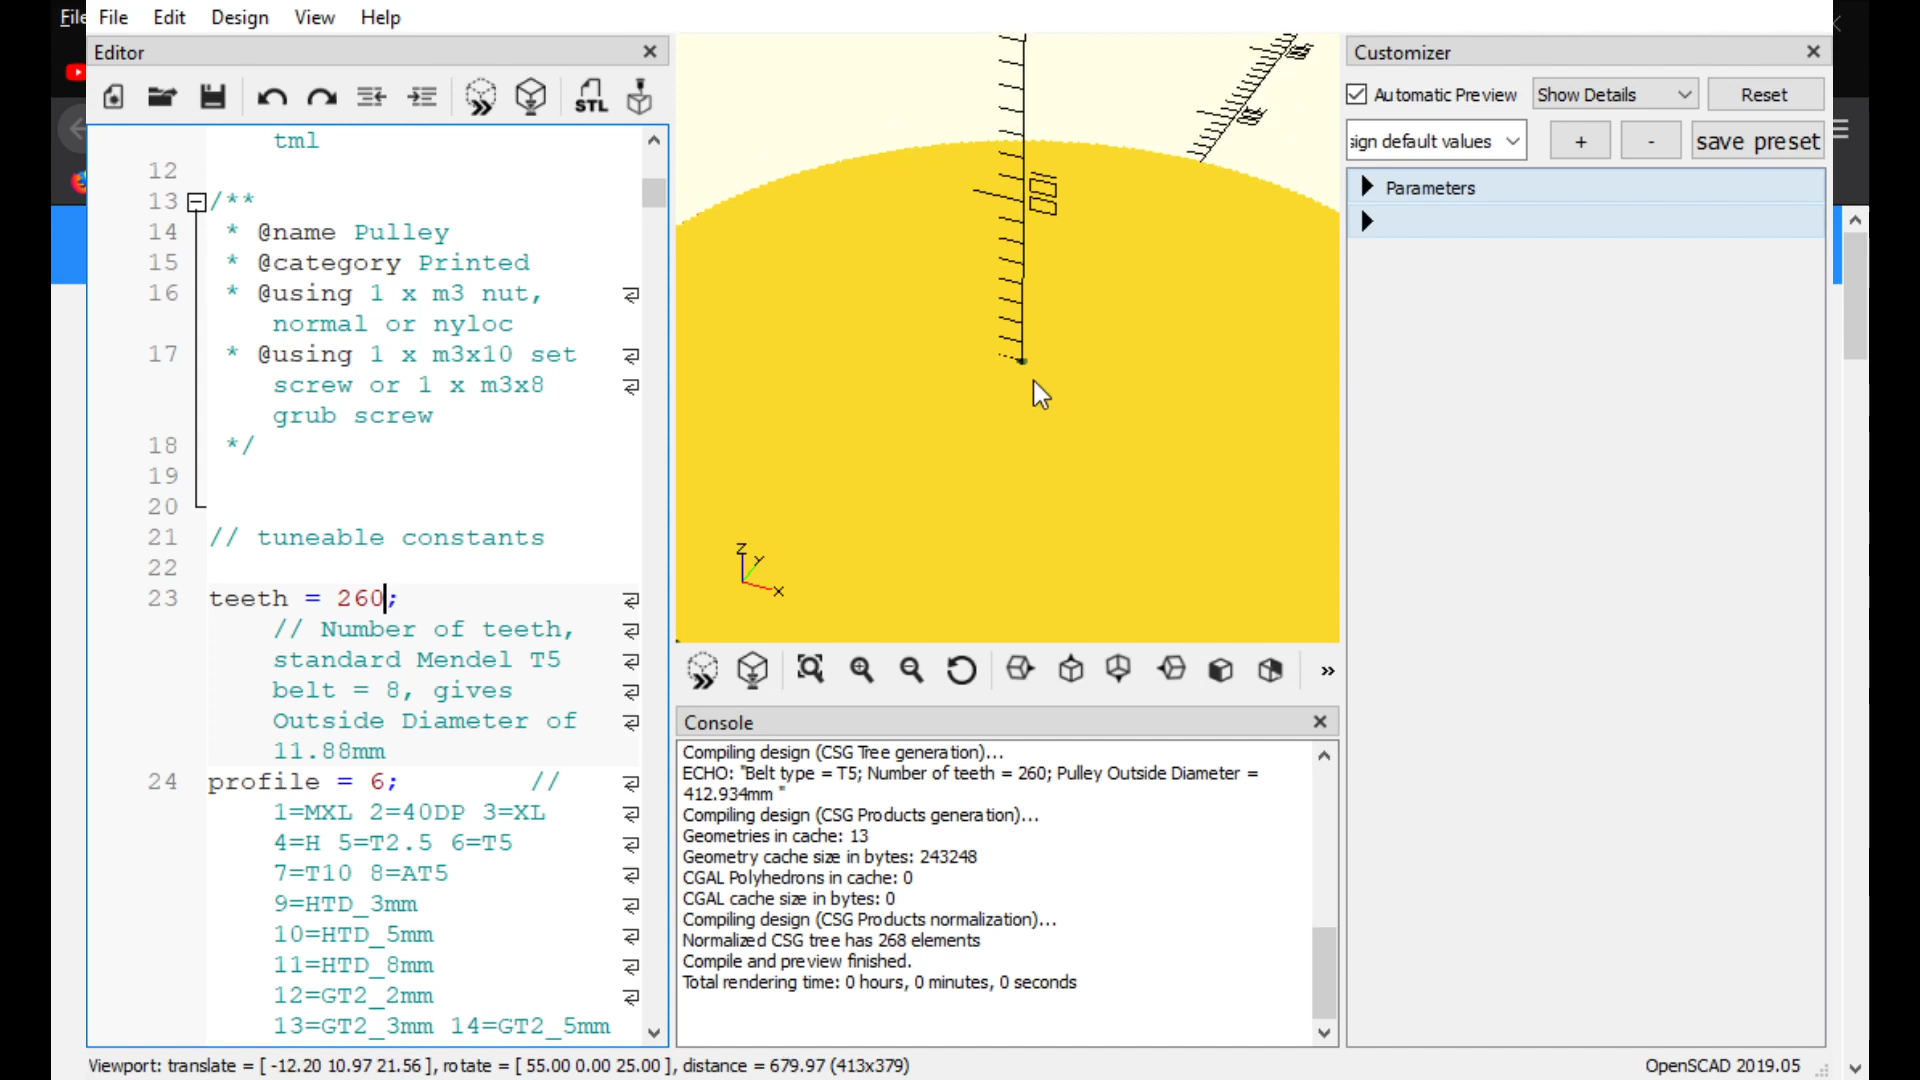 File File Edit Design View Help
Editor
Customizer
STL
Automatic Preview Show Details Reset
sign default values + - save preset
Parameters
tml
12
13 /**
14 * @name Pulley
15 * @category Printed
16 * @using 1 x m3 nut,
normal or nyloc
17 * @using 1 x m3x10 set
screw or 1 x m3x8
grub screw
18 */
19
20
21 // tuneable constants
22
23 teeth = 260;
// Number of teeth,
standard Mendel T5
belt = 8, gives
Outside Diameter of
11.88mm
24 profile = 6; //
1=MXL 2=40DP 3=XL
4=H 5=T2.5 6=T5
7=T10 8=AT5
9=HTD_3mm
10=HTD_5mm
11=HTD_8mm
12=GT2_2mm
13=GT2_3mm 14=GT2_5mm
Z
Y
X
Console
Compiling design (CSG Tree generation)...
ECHO: "Belt type = T5; Number of teeth = 260; Pulley Outside Diameter =
412.934mm "
Compiling design (CSG Products generation)...
Geometries in cache: 13
Geometry cache size in bytes: 243248
CGAL Polyhedrons in cache: 0
CGAL cache size in bytes: 0
Compiling design (CSG Products normalization)...
Normalized CSG tree has 268 elements
Compile and preview finished.
Total rendering time: 0 hours, 0 minutes, 0 seconds
Viewport: translate = [ -12.20 10.97 21.56 ], rotate = [ 55.00 0.00 25.00 ], distance = 679.97 (413x379)
OpenSCAD 2019.05